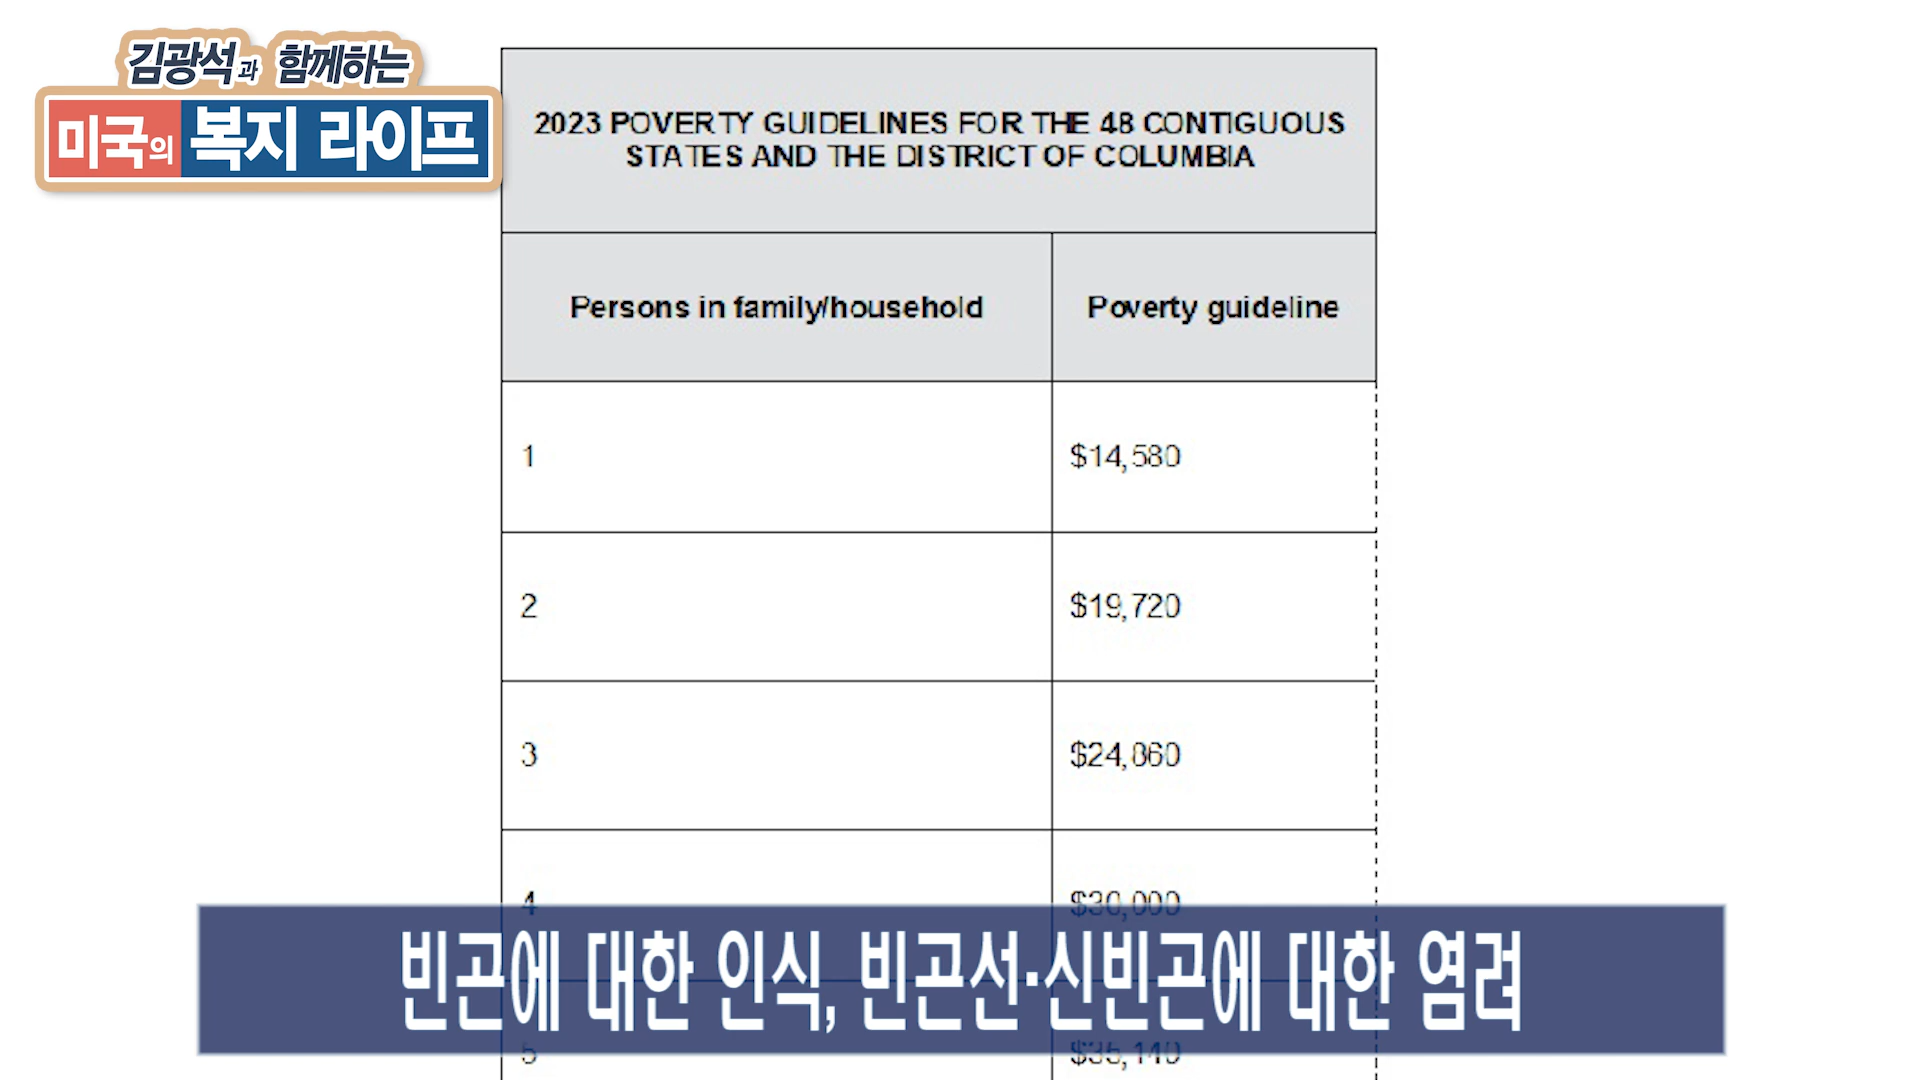 김광석과 함께하는
미국의 복지 라이프
2023 POVERTY GUIDELINES FOR THE 48 CONTIGUOUS
STATES AND THE DISTRICT OF COLUMBIA
Persons in family/household Poverty guideline
1 $14,580
2 $19,720
3 $24,860
4 $30,000
5 $35,140
빈곤에 대한 인식, 빈곤선·신빈곤에 대한 염려